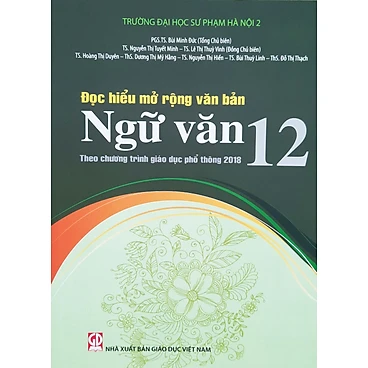 TRƯỜNG ĐẠI HỌC SƯ PHẠM HÀ NỘI 2
PGS.TS. Bùi Minh Đức (Tổng Chủ biên)
TS. Nguyễn Thị Tuyết Minh - TS. Lê Thị Thuỳ Vinh (Đồng Chủ biên)
TS. Hoàng Thị Duyên - ThS. Dương Thị Mỹ Hằng - TS. Nguyễn Thị Hiền - TS. Bùi Thuỳ Linh - ThS. Đỗ Thị Thạch
Đọc hiểu mở rộng văn bản
Ngữ văn 12
Theo chương trình giáo dục phổ thông 2018
NHÀ XUẤT BẢN GIÁO DỤC VIỆT NAM